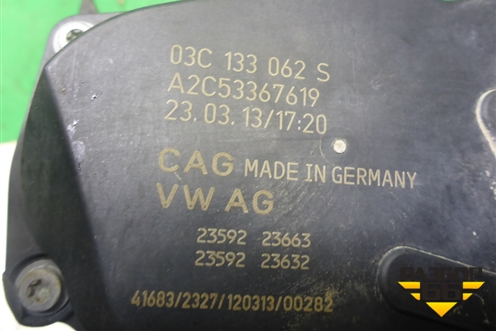 03C 133 062 S
A2C53367619
23.03.13/17:20
CAG MADE IN GERMANY
VW AG
23592 23663
23592 23632
41683/2327/120313/00282